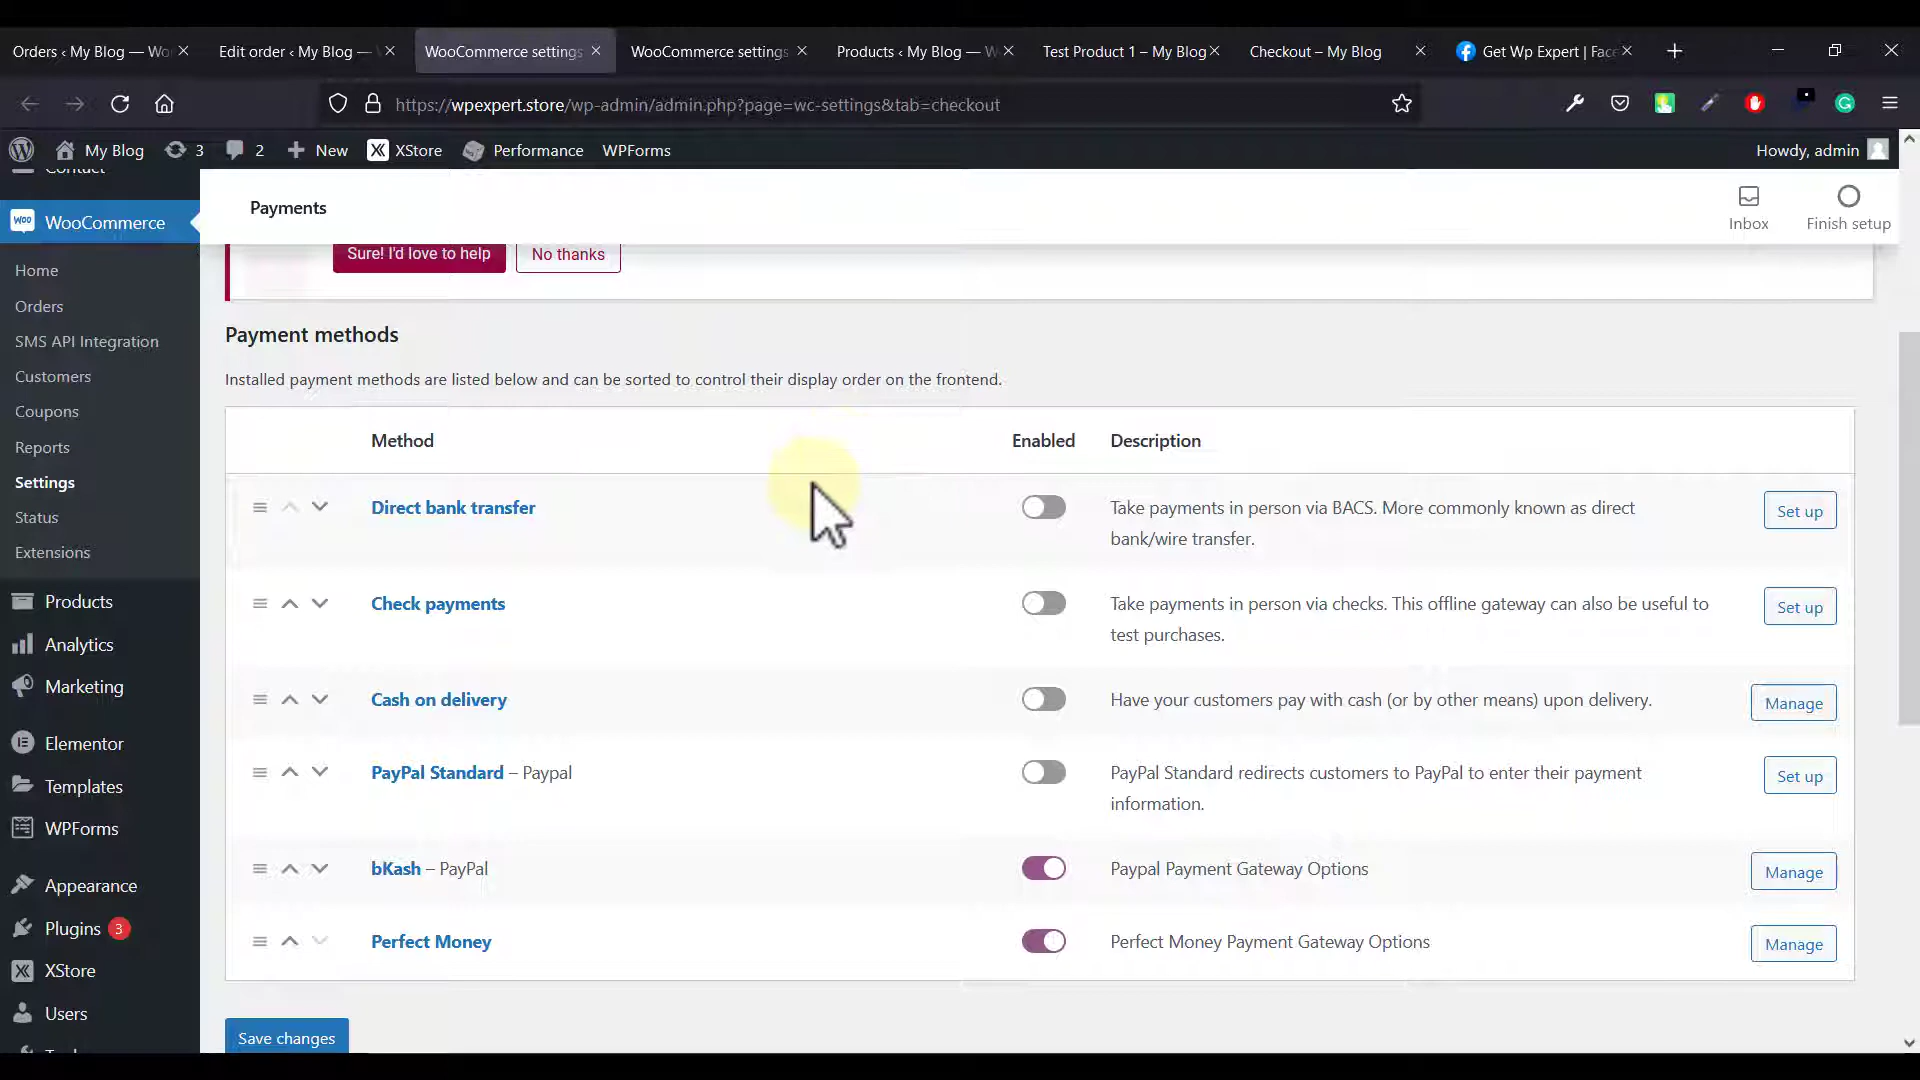 Orders ‹ My Blog — Wo
Edit order ‹ My Blog —
WooCommerce settings
WooCommerce settings
Products ‹ My Blog — W
Test Product 1 – My Blog
Checkout – My Blog
Get Wp Expert | Fac
https://wpexpert.store/wp-admin/admin.php?page=wc-settings&tab=checkout
My Blog
3
2
New
XStore
Performance
WPForms
Howdy, admin
Contact
WooCommerce
Home
Orders
SMS API Integration
Customers
Coupons
Reports
Settings
Status
Extensions
Products
Analytics
Marketing
Elementor
Templates
WPForms
Appearance
Plugins 3
XStore
Users
Payments
Inbox
Finish setup
Sure! I'd love to help
No thanks
Payment methods
Installed payment methods are listed below and can be sorted to control their display order on the frontend.
Method
Enabled
Description
Direct bank transfer
Take payments in person via BACS. More commonly known as direct
bank/wire transfer.
Set up
Check payments
Take payments in person via checks. This offline gateway can also be useful to
test purchases.
Set up
Cash on delivery
Have your customers pay with cash (or by other means) upon delivery.
Manage
PayPal Standard – Paypal
PayPal Standard redirects customers to PayPal to enter their payment
information.
Set up
bKash – PayPal
Paypal Payment Gateway Options
Manage
Perfect Money
Perfect Money Payment Gateway Options
Manage
Save changes